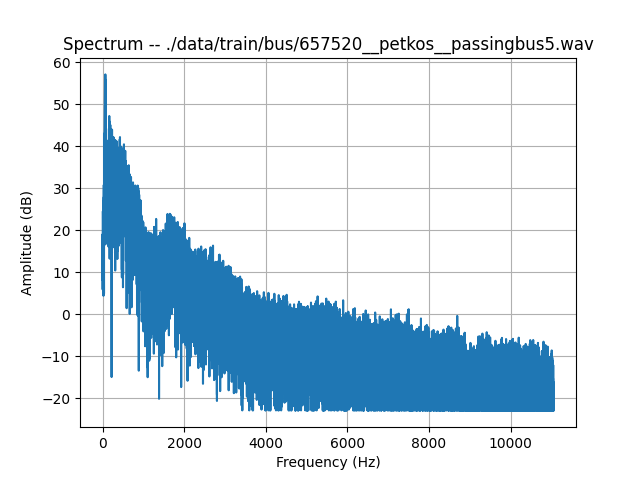 Spectrum -- ./data/train/bus/657520__petkos__passingbus5.wav
60
50
40
30
20
10
0
−10
−20
Amplitude (dB)
0 2000 4000 6000 8000 10000
Frequency (Hz)